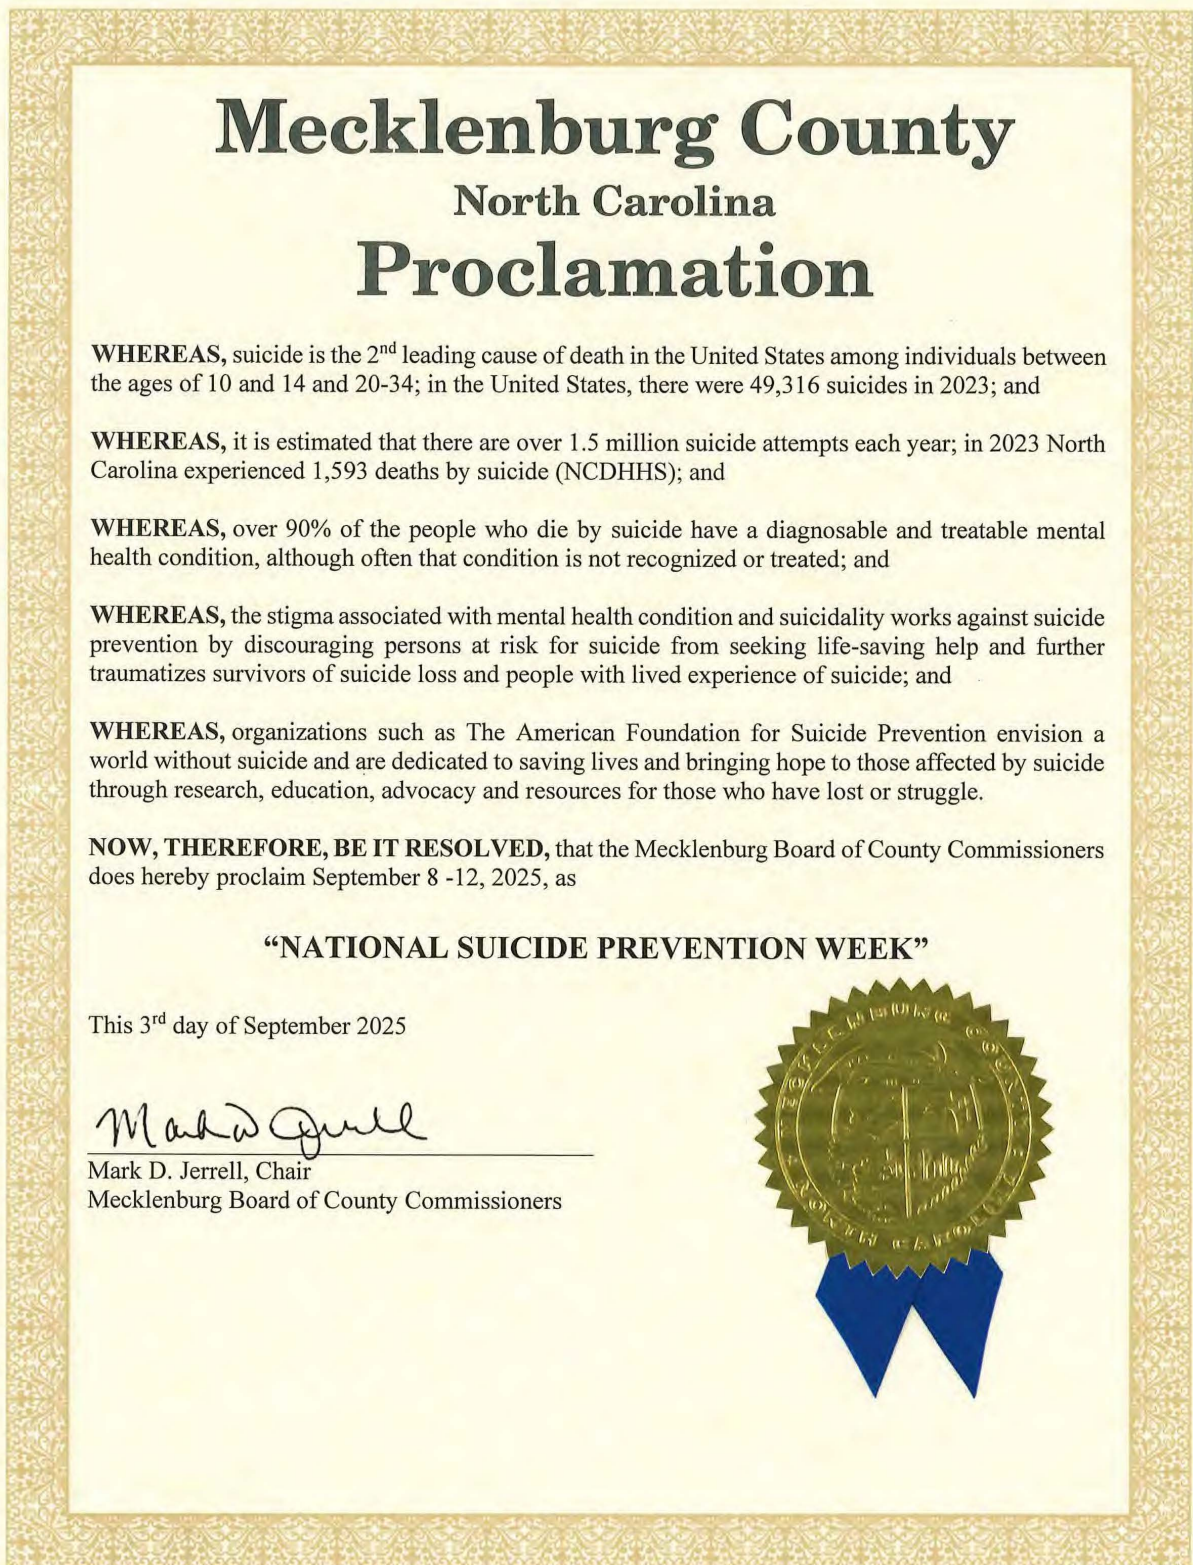 Mecklenburg County
North Carolina
Proclamation
WHEREAS, suicide is the 2nd leading cause of death in the United States among individuals between
the ages of 10 and 14 and 20-34; in the United States, there were 49,316 suicides in 2023; and
WHEREAS, it is estimated that there are over 1.5 million suicide attempts each year; in 2023 North
Carolina experienced 1,593 deaths by suicide (NCDHHS); and
WHEREAS, over 90% of the people who die by suicide have a diagnosable and treatable mental
health condition, although often that condition is not recognized or treated; and
WHEREAS, the stigma associated with mental health condition and suicidality works against suicide
prevention by discouraging persons at risk for suicide from seeking life-saving help and further
traumatizes survivors of suicide loss and people with lived experience of suicide; and
WHEREAS, organizations such as The American Foundation for Suicide Prevention envision a
world without suicide and are dedicated to saving lives and bringing hope to those affected by suicide
through research, education, advocacy and resources for those who have lost or struggle.
NOW, THEREFORE, BE IT RESOLVED, that the Mecklenburg Board of County Commissioners
does hereby proclaim September 8 -12, 2025, as
“NATIONAL SUICIDE PREVENTION WEEK”
This 3rd day of September 2025
Mark D. Jerrell, Chair
Mecklenburg Board of County Commissioners
MECKLENBURG COUNTY
NORTH CAROLINA